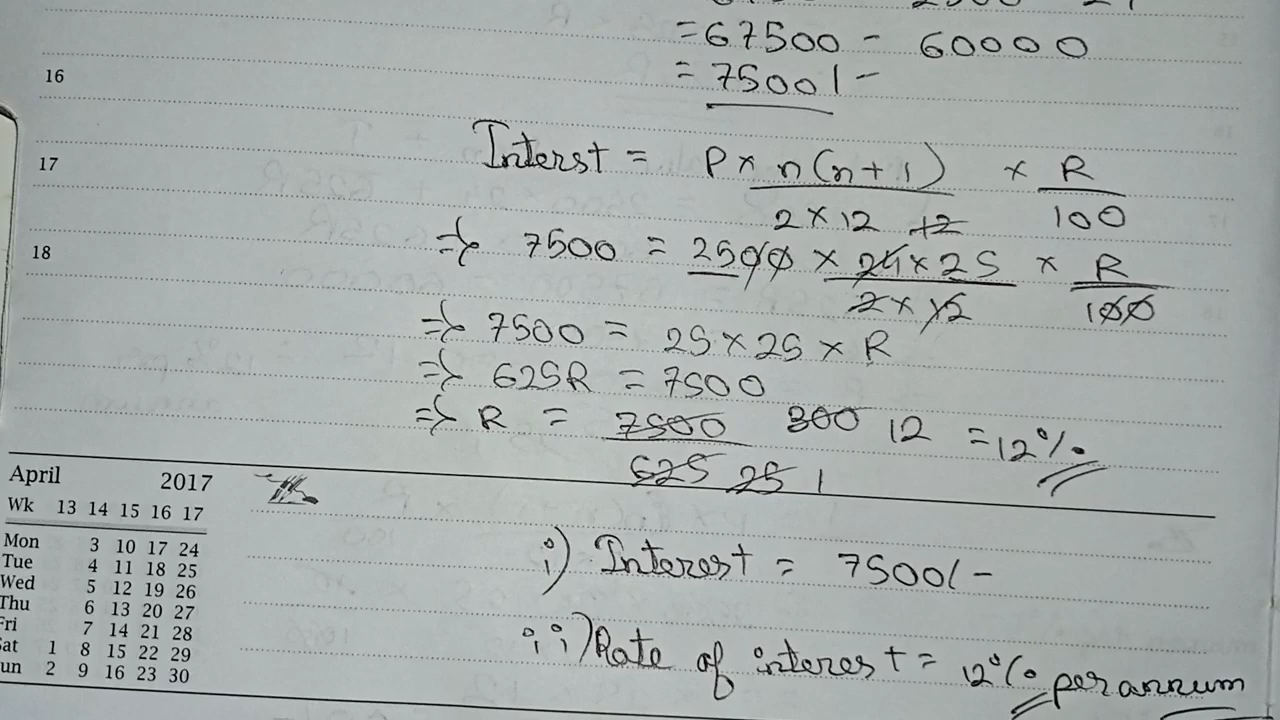 =67500 - 60000
= 7500/-
16
Interst = P× n(n+1) / 2×12 × R/100
17
=> 7500 = 2500 × 24×25 / 2×12 × R/100
18
=> 7500 = 25×25×R
=> 625R = 7500
=> R = 7500 300 12 / 625 25 1 = 12%
April 2017
Wk 13 14 15 16 17
Mon 3 10 17 24
Tue 4 11 18 25
Wed 5 12 19 26
Thu 6 13 20 27
Fri 7 14 21 28
Sat 1 8 15 22 29
un 2 9 16 23 30
i) Interest = 7500/-
ii) Rate of interest = 12% per annum